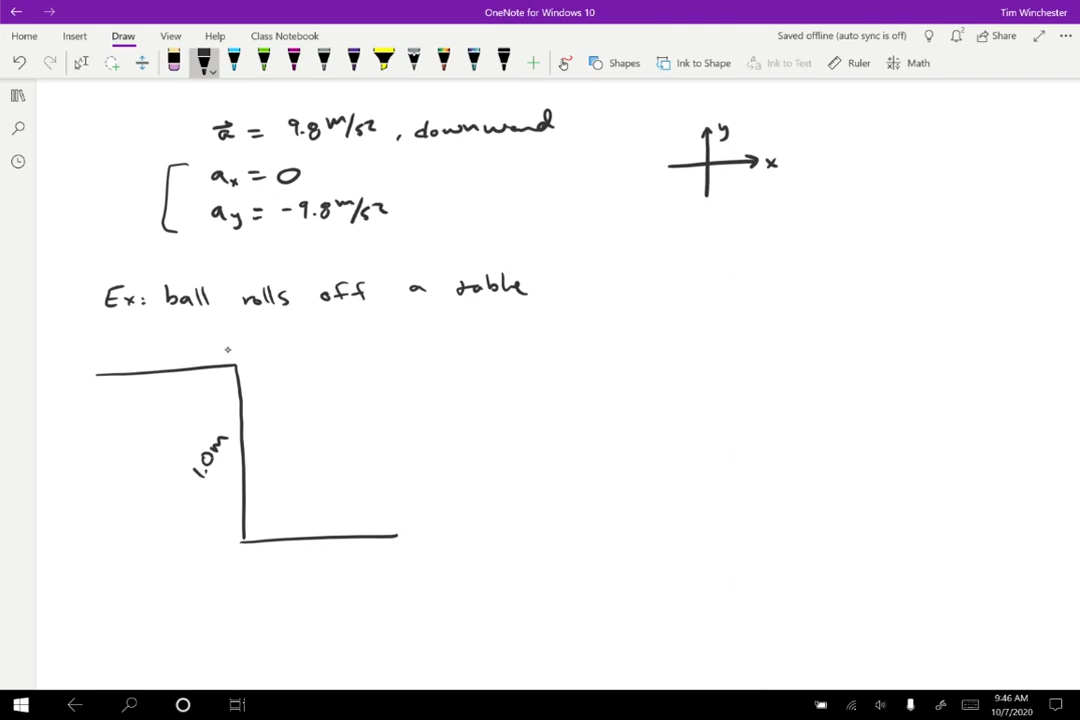 OneNote for Windows 10
Tim Winchester
Home Insert Draw View Help Class Notebook
Saved offline (auto sync is off) Share
Shapes Ink to Shape Ink to Text Ruler Math
a⃗ = 9.8 m/s2, downward
y
x
ax = 0
ay = -9.8 m/s2
Ex: ball rolls off a table
1.0m
9:46 AM
10/7/2020